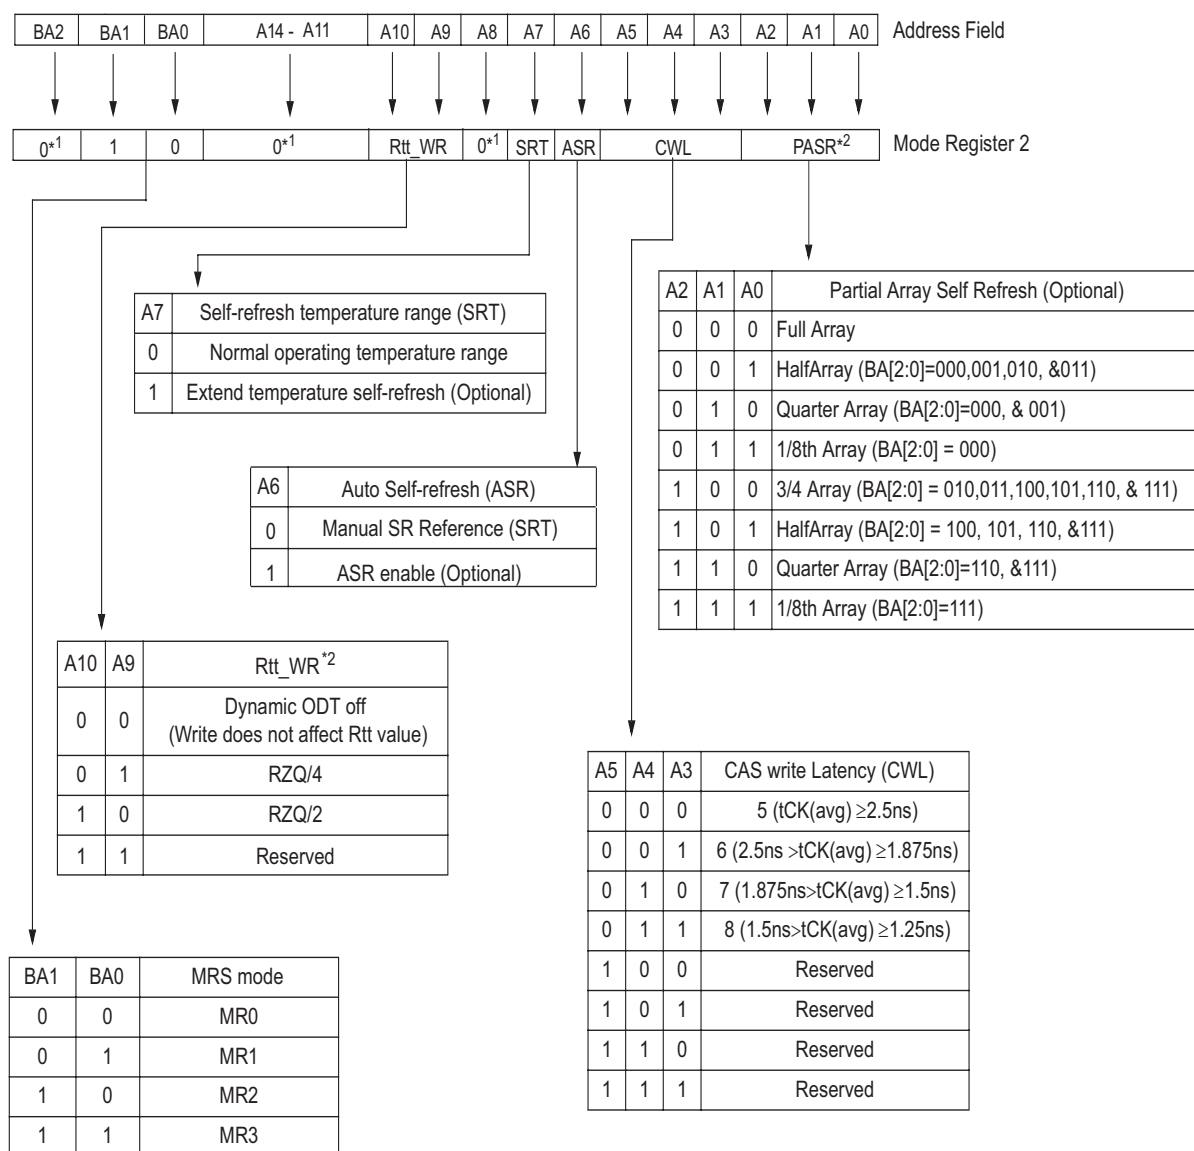 BA2 BA1 BA0 A14 - A11 A10 A9 A8 A7 A6 A5 A4 A3 A2 A1 A0 Address Field
0*1 1 0 0*1 Rtt_WR 0*1 SRT ASR CWL PASR*2 Mode Register 2
A7 Self-refresh temperature range (SRT)
0 Normal operating temperature range
1 Extend temperature self-refresh (Optional)
A2 A1 A0 Partial Array Self Refresh (Optional)
0 0 0 Full Array
0 0 1 HalfArray (BA[2:0]=000,001,010, &011)
0 1 0 Quarter Array (BA[2:0]=000, & 001)
0 1 1 1/8th Array (BA[2:0] = 000)
1 0 0 3/4 Array (BA[2:0] = 010,011,100,101,110, & 111)
1 0 1 HalfArray (BA[2:0] = 100, 101, 110, &111)
1 1 0 Quarter Array (BA[2:0]=110, &111)
1 1 1 1/8th Array (BA[2:0]=111)
A6 Auto Self-refresh (ASR)
0 Manual SR Reference (SRT)
1 ASR enable (Optional)
A10 A9 Rtt_WR*2
0 0 Dynamic ODT off
(Write does not affect Rtt value)
0 1 RZQ/4
1 0 RZQ/2
1 1 Reserved
A5 A4 A3 CAS write Latency (CWL)
0 0 0 5 (tCK(avg) ≥2.5ns)
0 0 1 6 (2.5ns >tCK(avg) ≥1.875ns)
0 1 0 7 (1.875ns>tCK(avg) ≥1.5ns)
0 1 1 8 (1.5ns>tCK(avg) ≥1.25ns)
1 0 0 Reserved
1 0 1 Reserved
1 1 0 Reserved
1 1 1 Reserved
BA1 BA0 MRS mode
0 0 MR0
0 1 MR1
1 0 MR2
1 1 MR3